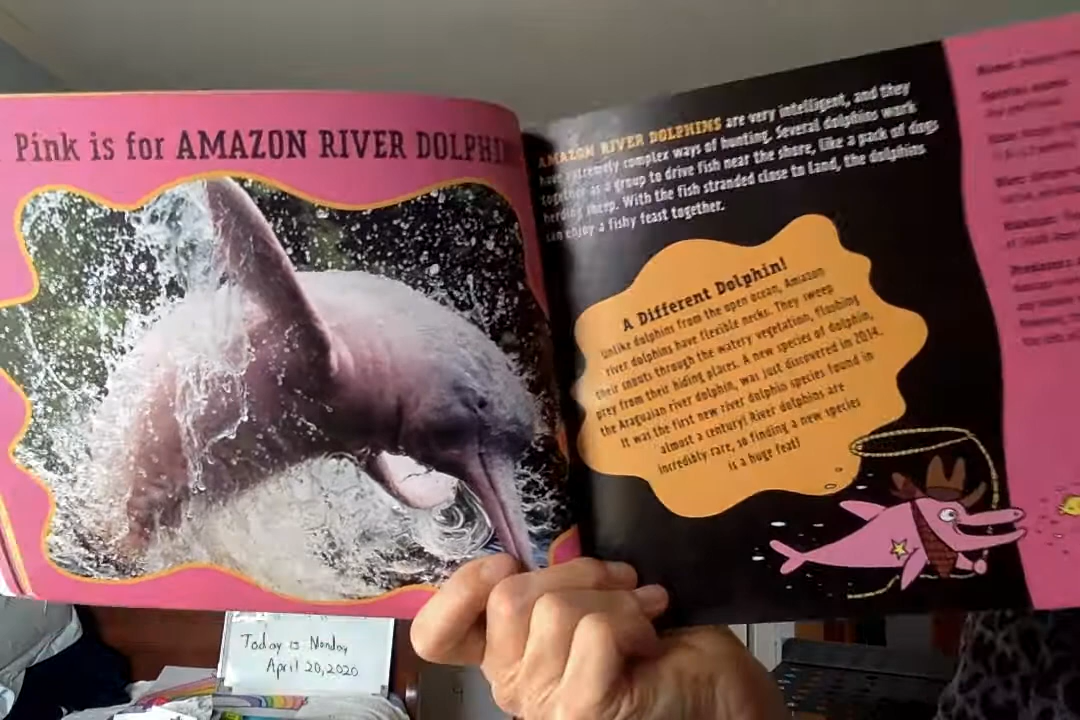 Pink is for AMAZON RIVER DOLPHI
AMAZON RIVER DOLPHINS are very intelligent, and they
have extremely complex ways of hunting. Several dolphins work
together as a group to drive fish near the shore, like a pack of dogs
herding sheep. With the fish stranded close to land, the dolphins
can enjoy a fishy feast together.
A Different Dolphin!
Unlike dolphins from the open ocean, Amazon
river dolphins have flexible necks. They sweep
their snouts through the watery vegetation, flushing
prey from their hiding places. A new species of dolphin,
the Araguaian river dolphin, was just discovered in 2014.
It was the first new river dolphin species found in
almost a century! River dolphins are
incredibly rare, so finding a new species
is a huge feat!
Today is Monday
April 20, 2020